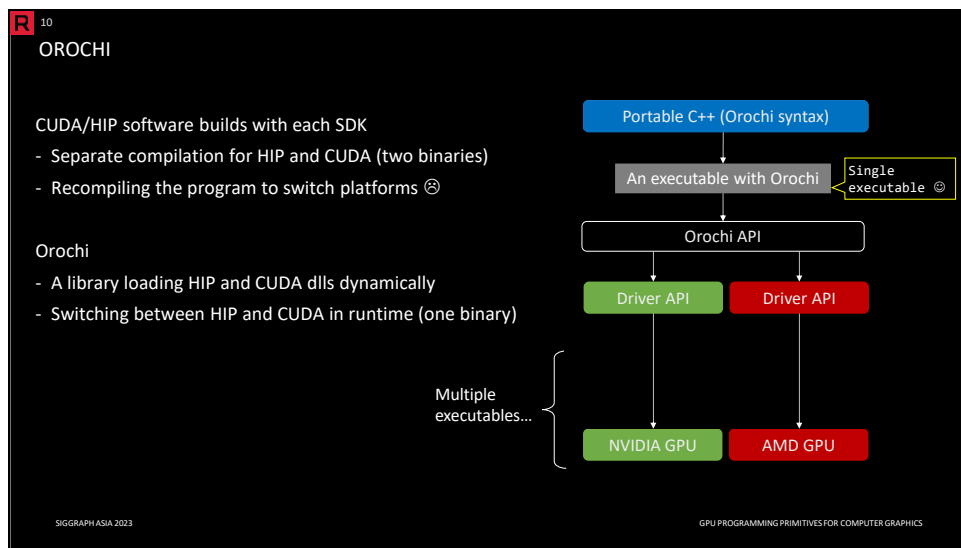 R
10
OROCHI
CUDA/HIP software builds with each SDK
- Separate compilation for HIP and CUDA (two binaries)
- Recompiling the program to switch platforms ☹
Orochi
- A library loading HIP and CUDA dlls dynamically
- Switching between HIP and CUDA in runtime (one binary)
Portable C++ (Orochi syntax)
An executable with Orochi
Single
executable ☺
Orochi API
Driver API
Driver API
Multiple
executables…
NVIDIA GPU
AMD GPU
SIGGRAPH ASIA 2023
GPU PROGRAMMING PRIMITIVES FOR COMPUTER GRAPHICS